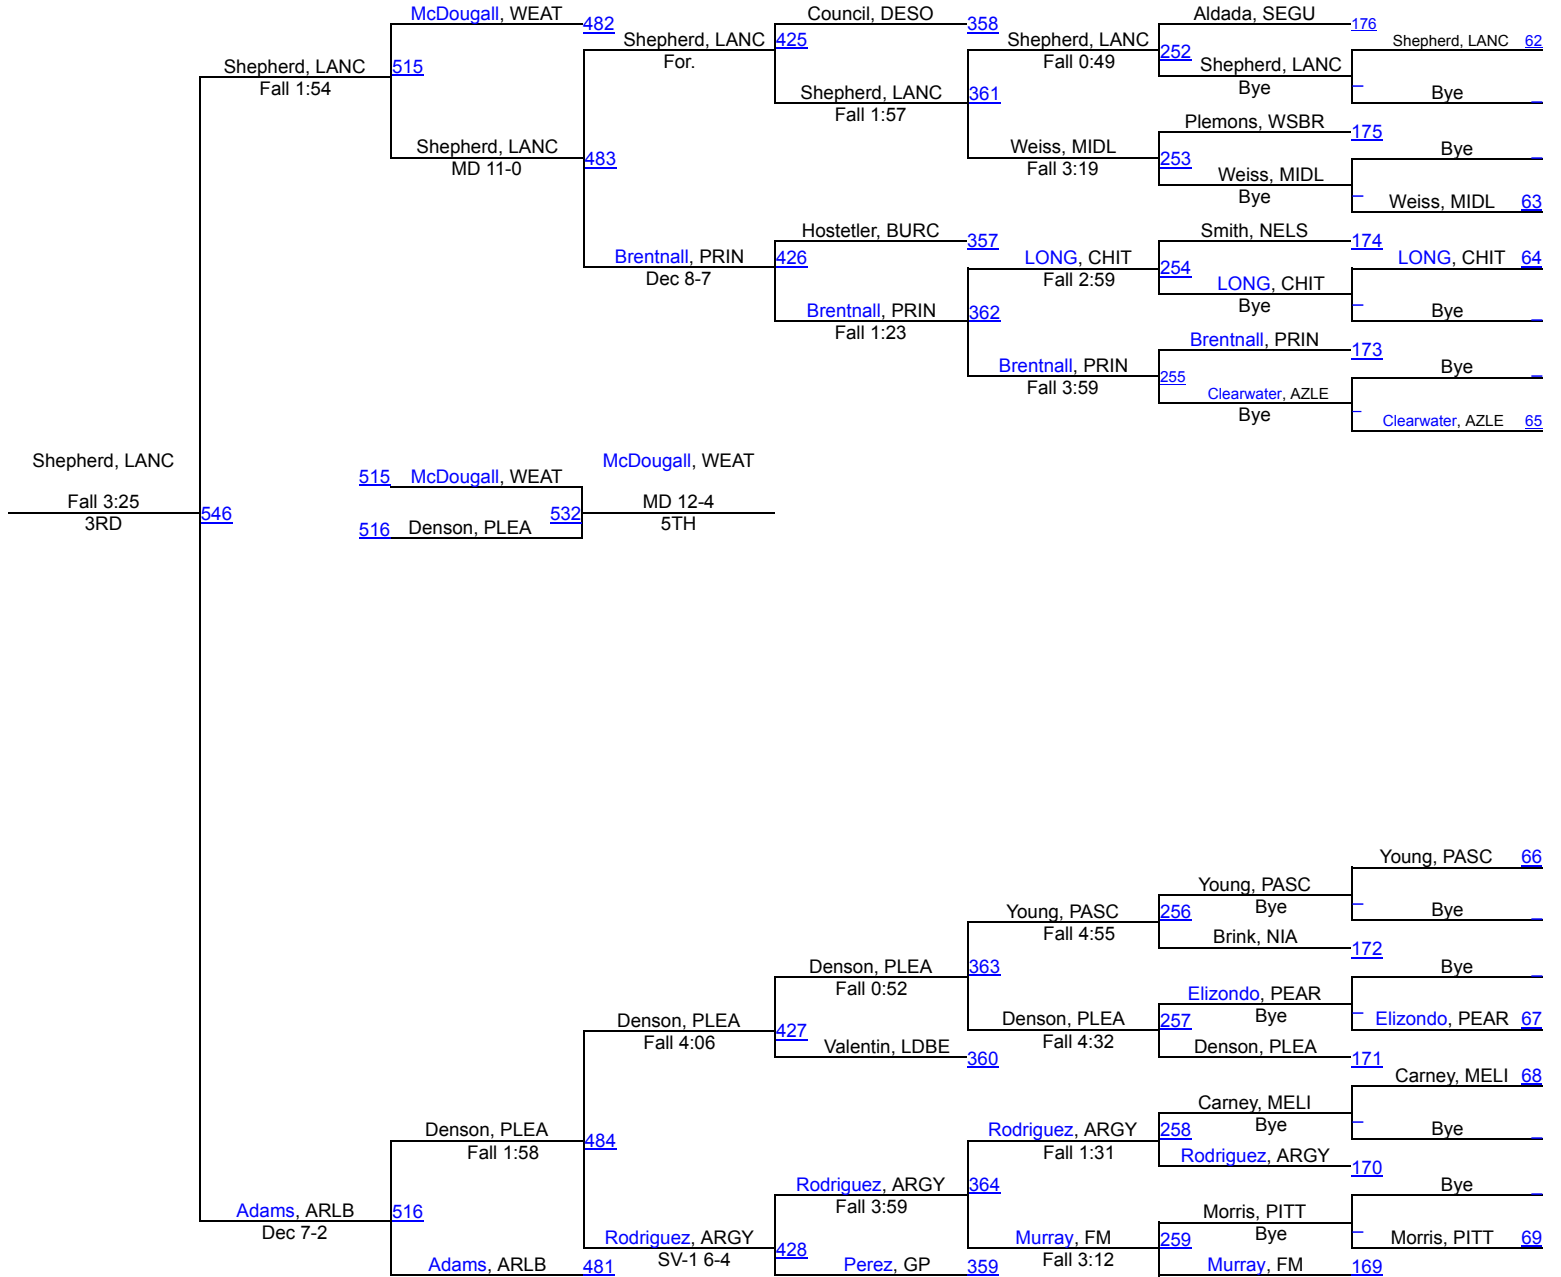 McDougall, WEAT 482 Council, DESO 358 Aldada, SEGU 176
Shepherd, LANC 425 Shepherd, LANC Shepherd, LANC 62
For. Fall 0:49 252
Shepherd, LANC 515 Shepherd, LANC
Fall 1:54 Bye
Shepherd, LANC 361 Bye
Fall 1:57
Plemons, WSBR 175
Shepherd, LANC 483 Weiss, MIDL 253 Bye
MD 11-0 Fall 3:19 Weiss, MIDL
Bye Weiss, MIDL 63
Hostetler, BURC 357 Smith, NELS 174
Brentnall, PRIN 426 LONG, CHIT 254 LONG, CHIT 64
Dec 8-7 Fall 2:59 LONG, CHIT
Bye
Brentnall, PRIN 362 Bye
Fall 1:23
Brentnall, PRIN 173
Brentnall, PRIN 255 Bye
Fall 3:59 Clearwater, AZLE
Bye Clearwater, AZLE 65
Shepherd, LANC McDougall, WEAT
515 McDougall, WEAT
Fall 3:25 546 532 MD 12-4
3RD 516 Denson, PLEA 5TH
Young, PASC 66
Young, PASC
Young, PASC 256 Bye Bye
Fall 4:55 Brink, NIA 172
Denson, PLEA 363 Bye
Fall 0:52 Elizondo, PEAR
Denson, PLEA 427 Denson, PLEA 257 Bye Elizondo, PEAR 67
Fall 4:06 Valentin, LDBE 360 Fall 4:32 Denson, PLEA 171
Carney, MELI 68
Carney, MELI
Denson, PLEA 484 Rodriguez, ARGY 258 Bye Bye
Fall 1:58 Fall 1:31 Rodriguez, ARGY 170
Rodriguez, ARGY 364 Bye
Fall 3:59
Adams, ARLB 516 Morris, PITT
Dec 7-2 Rodriguez, ARGY 428 Murray, FM 259 Bye Morris, PITT 69
SV-1 6-4 Fall 3:12
Adams, ARLB 481 Perez, GP 359 Murray, FM 169